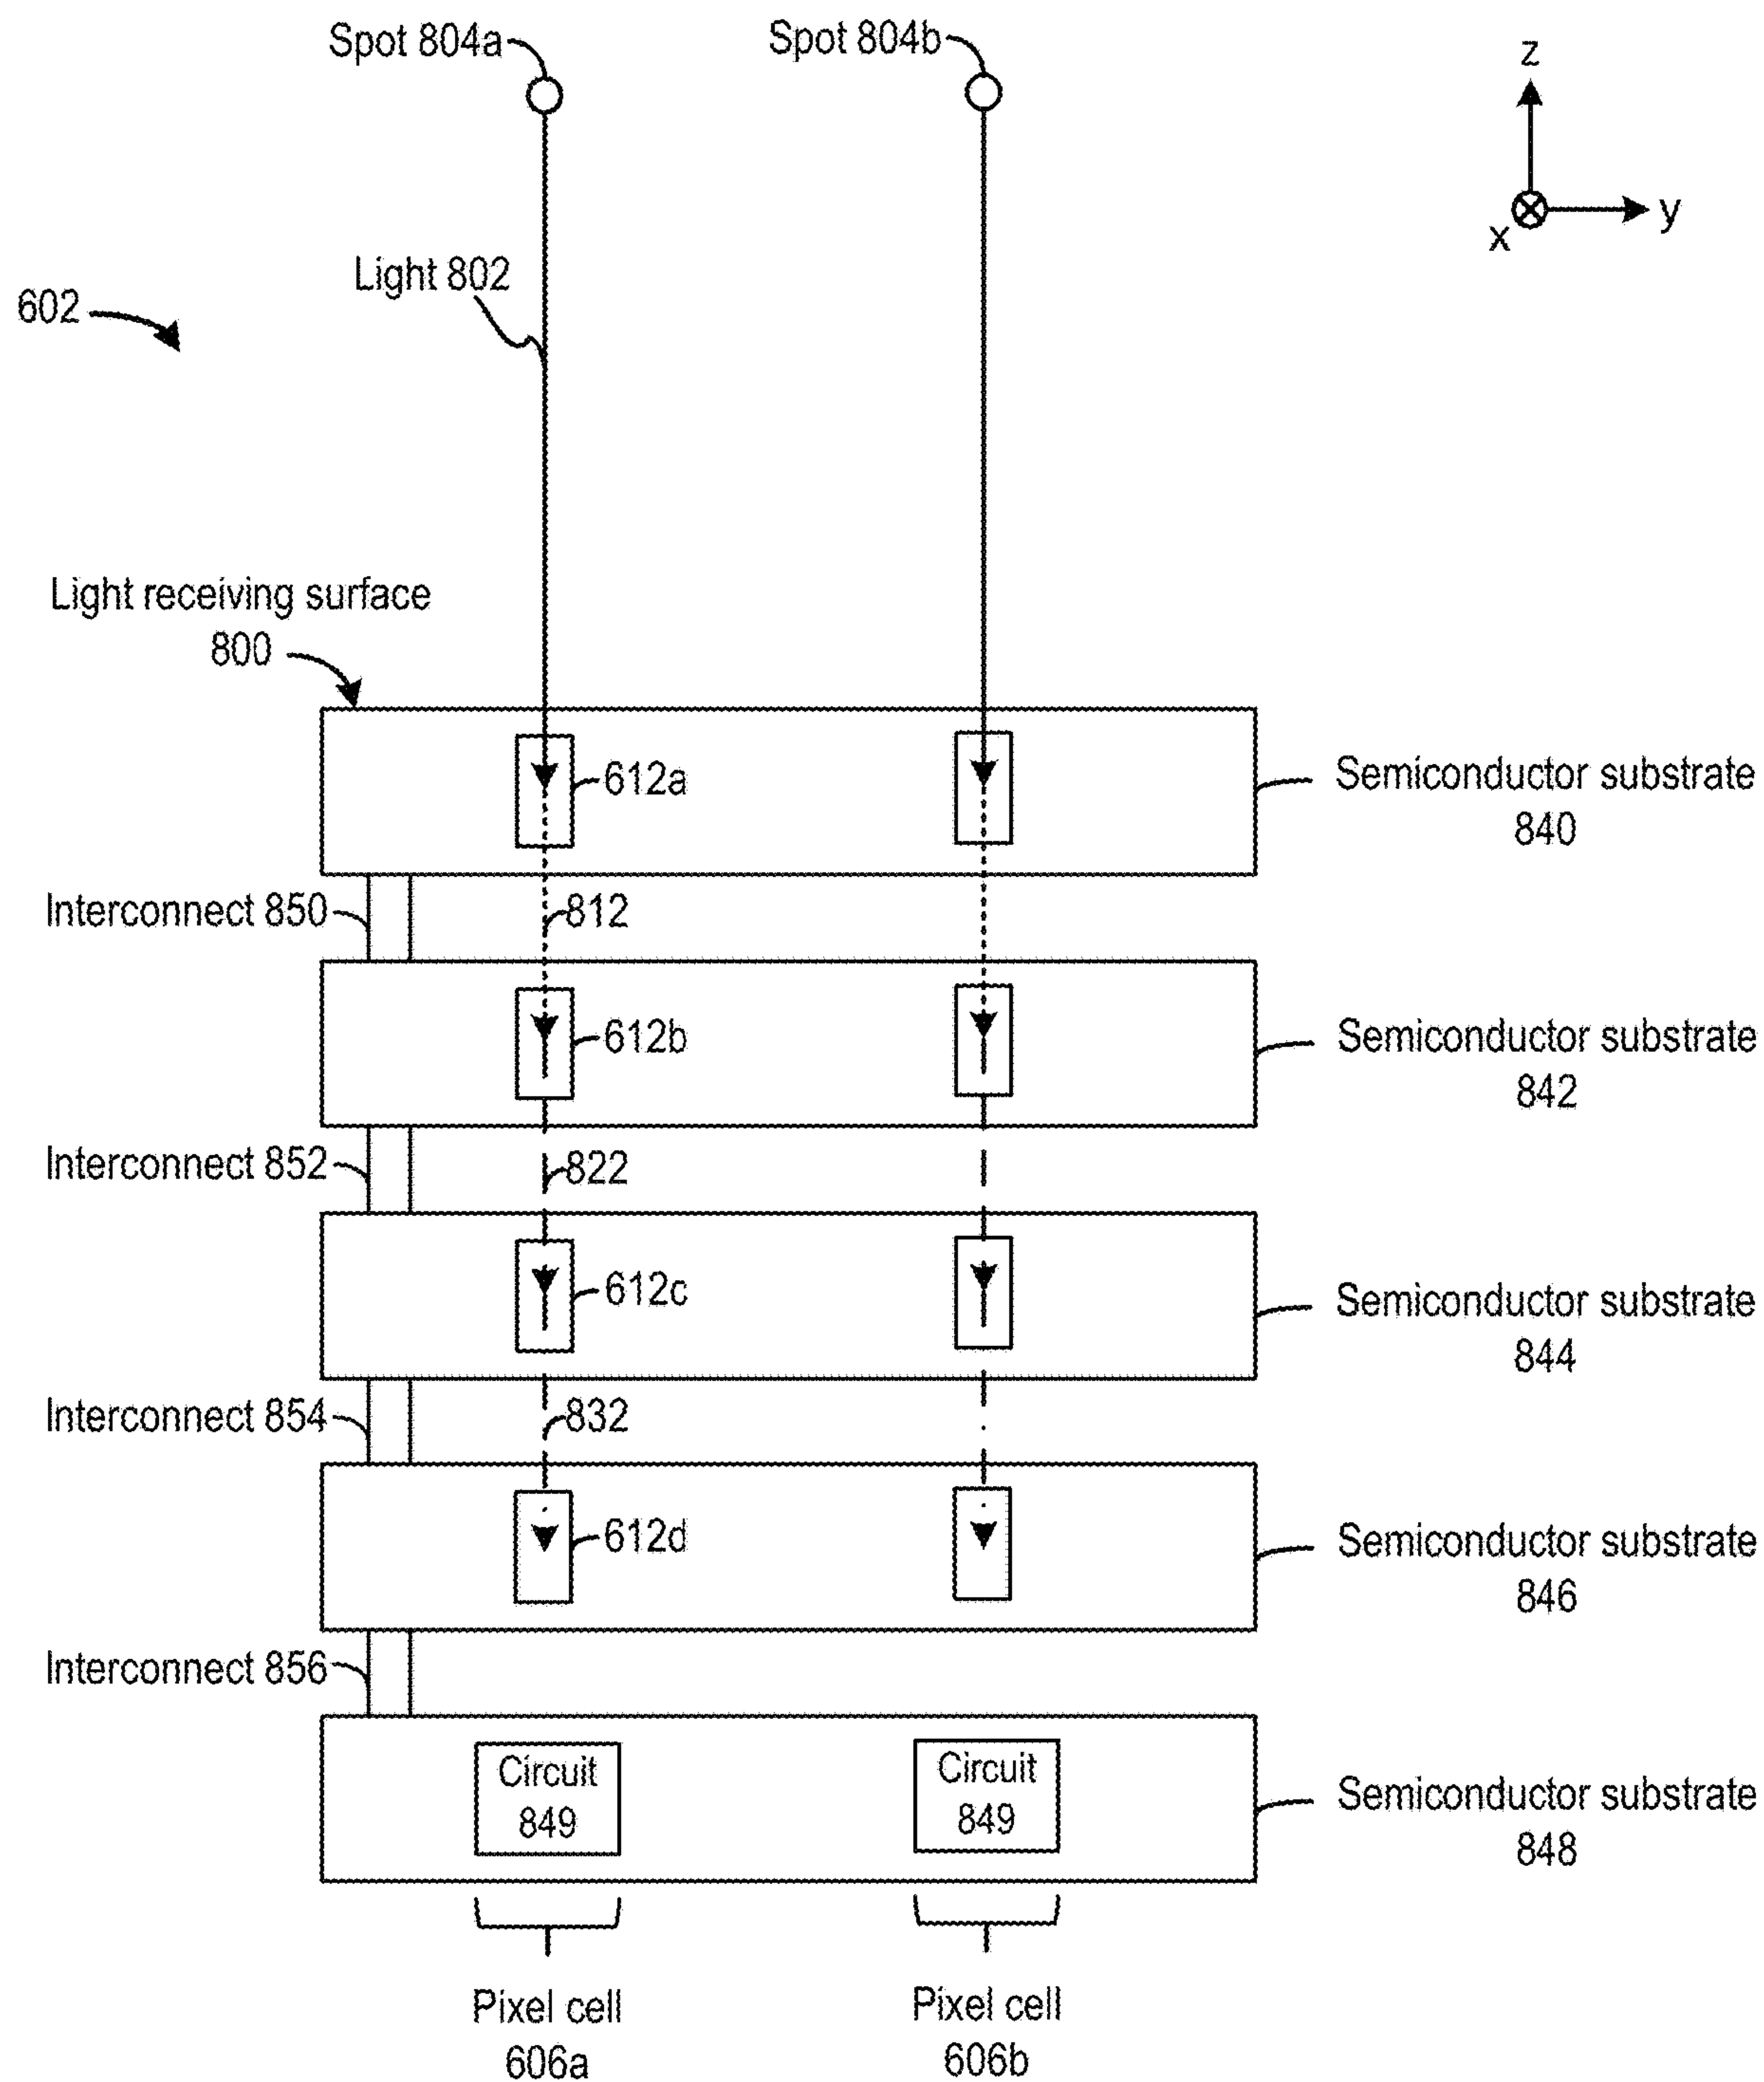 Spot 804a
Spot 804b
z
y
x
Light 802
602
Light receiving surface
800
612a
Semiconductor substrate
840
Interconnect 850
812
612b
Semiconductor substrate
842
Interconnect 852
822
612c
Semiconductor substrate
844
Interconnect 854
832
612d
Semiconductor substrate
846
Interconnect 856
Circuit
849
Circuit
849
Semiconductor substrate
848
Pixel cell
606a
Pixel cell
606b